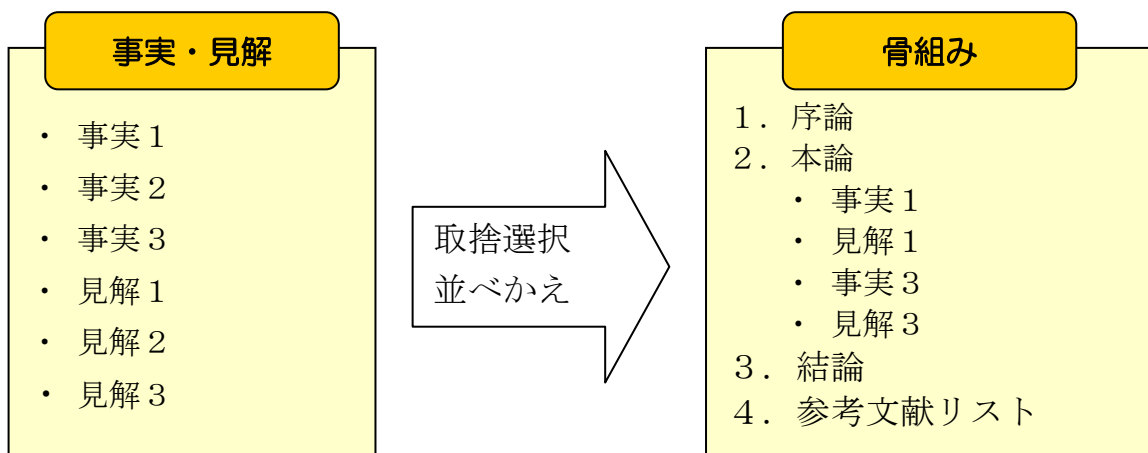 事実・見解
・ 事実１
・ 事実２
・ 事実３
・ 見解１
・ 見解２
・ 見解３
取捨選択
並べかえ
骨組み
１．序論
２．本論
・ 事実１
・ 見解１
・ 事実３
・ 見解３
３．結論
４．参考文献リスト